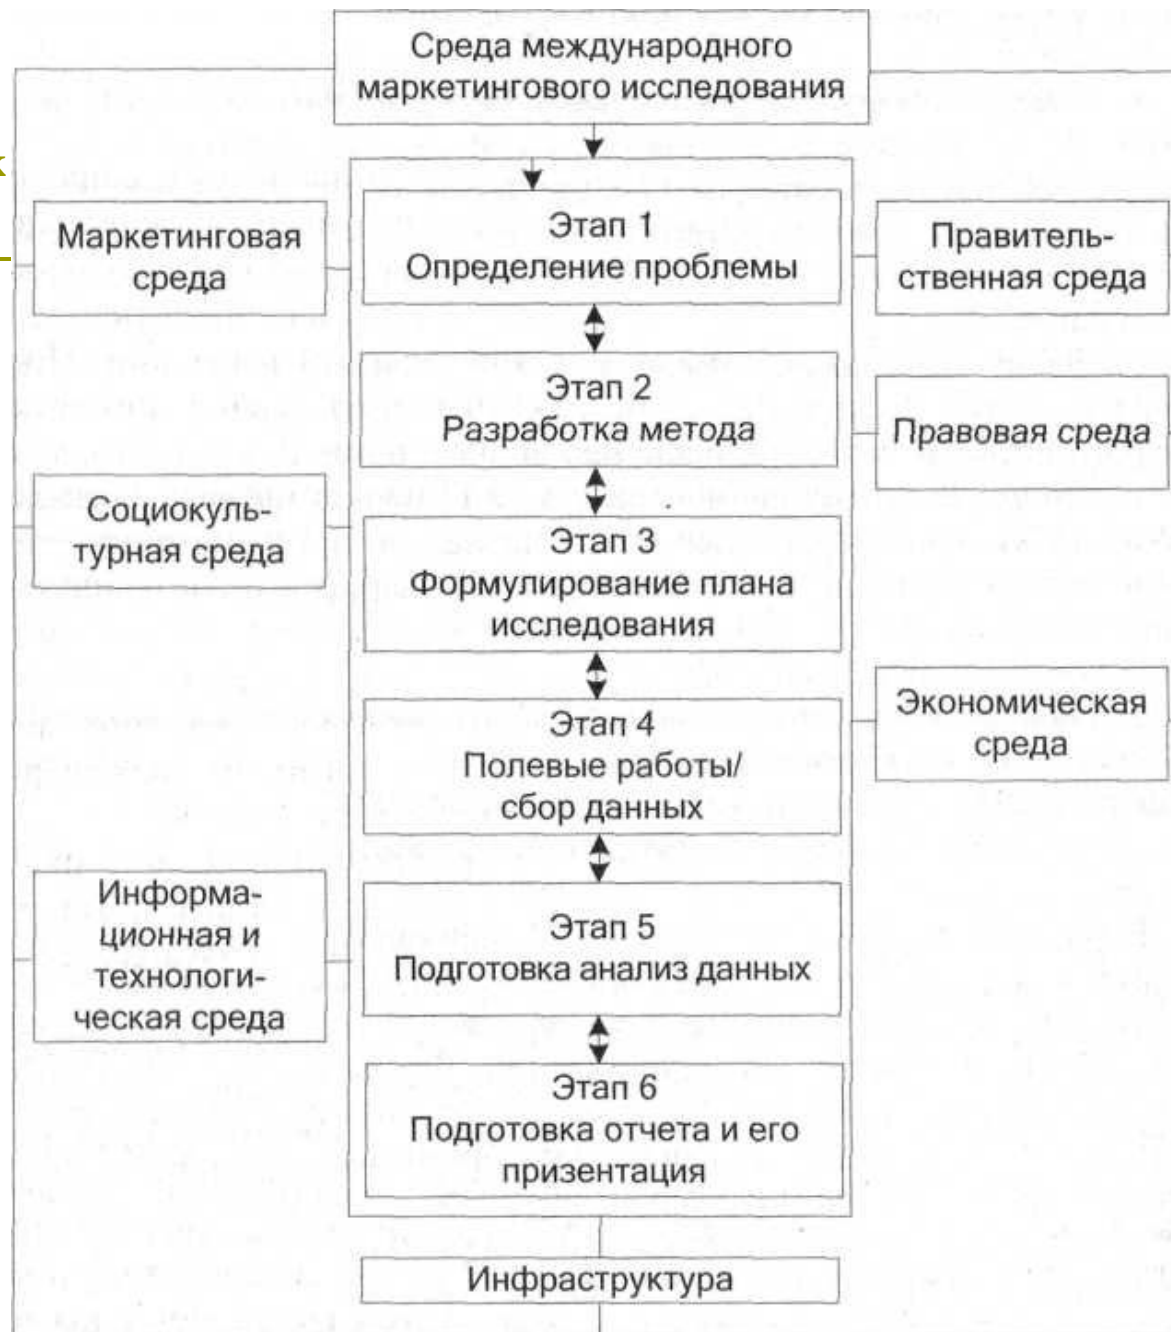 Среда международного
маркетингового исследования
к
Маркетинговая
среда
Этап 1
Определение проблемы
Правитель-
ственная среда
Этап 2
Разработка метода
Правовая среда
Социокуль-
турная среда
Этап 3
Формулирование плана
исследования
Этап 4
Полевые работы/
сбор данных
Экономическая
среда
Информа-
ционная и
технологи-
ческая среда
Этап 5
Подготовка анализ данных
Этап 6
Подготовка отчета и его
призентация
Инфраструктура